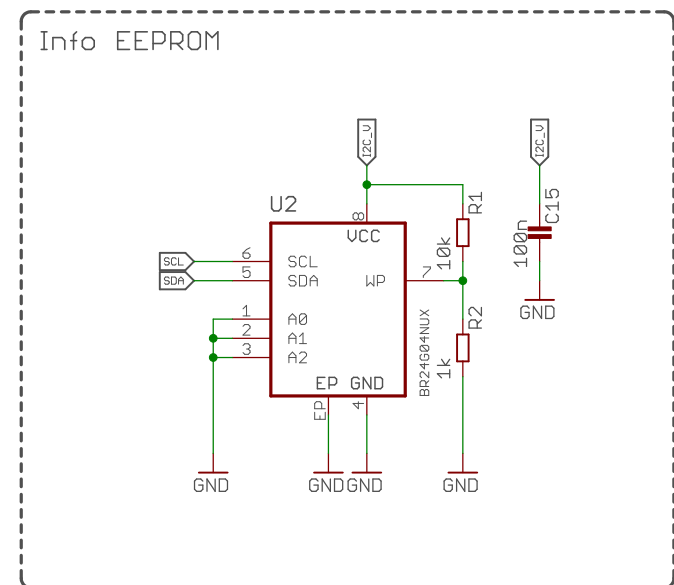 Info EEPROM
I2C_V
I2C_V
U2
8
VCC
R1
10k
C15
100n
SCL
6
SCL
SDA
5
SDA
WP
7
1
A0
2
A1
3
A2
BR24G04NUX
R2
1k
EP GND
EP
4
GND
GND
GND
GND
GND